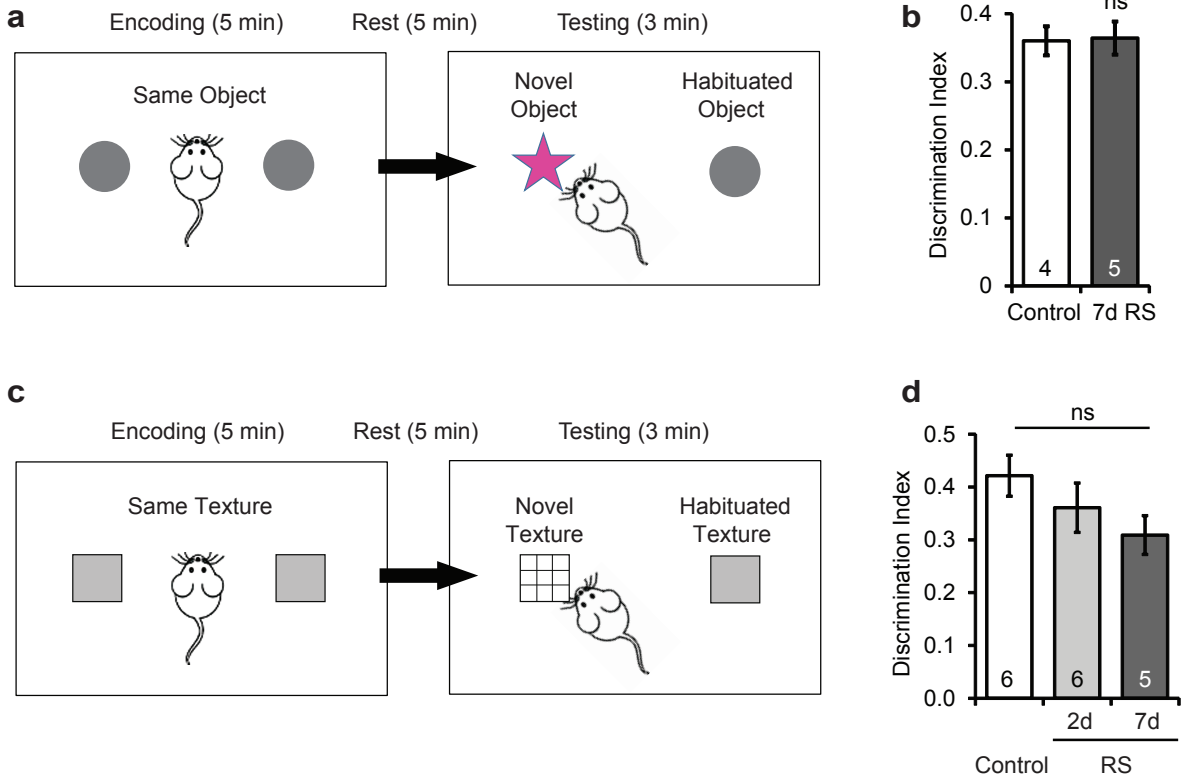 a
Encoding (5 min) Rest (5 min) Testing (3 min)
Same Object
Novel
Object
Habituated
Object
b
ns
Discrimination Index
0.4
0.3
0.2
0.1
0
4
5
Control 7d RS
c
Encoding (5 min) Rest (5 min) Testing (3 min)
Same Texture
Novel
Texture
Habituated
Texture
d
ns
Discrimination Index
0.5
0.4
0.3
0.2
0.1
0.0
6
6
5
2d 7d
Control RS